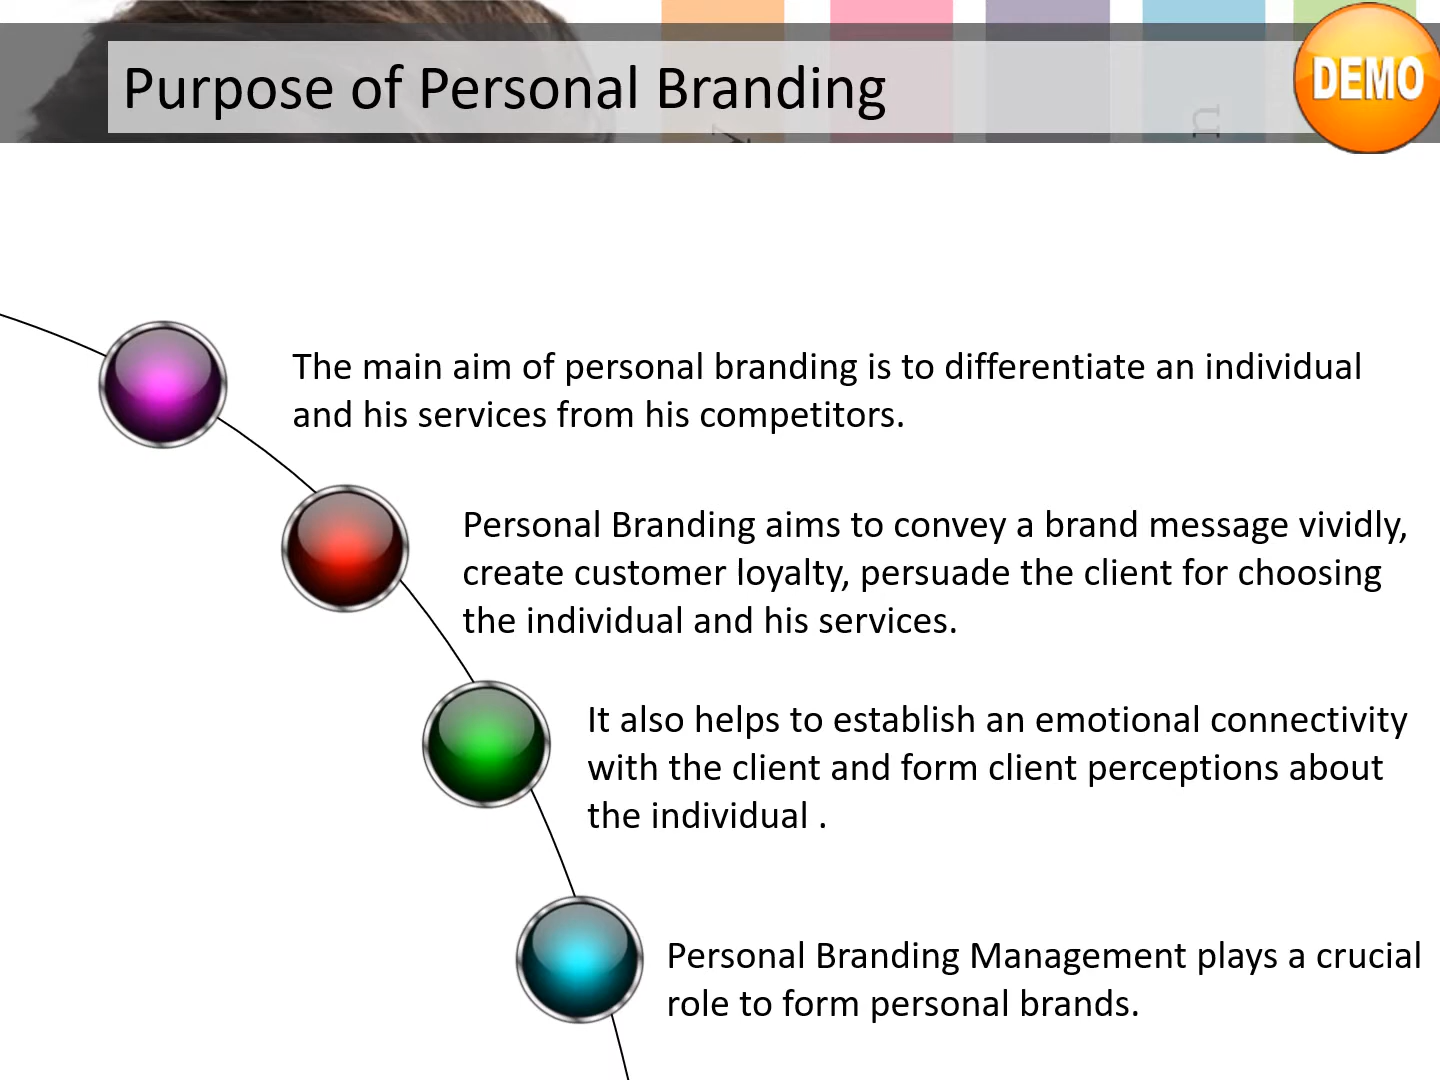 Purpose of Personal Branding
DEMO
y
n
The main aim of personal branding is to differentiate an individual
and his services from his competitors.
Personal Branding aims to convey a brand message vividly,
create customer loyalty, persuade the client for choosing
the individual and his services.
It also helps to establish an emotional connectivity
with the client and form client perceptions about
the individual .
Personal Branding Management plays a crucial
role to form personal brands.